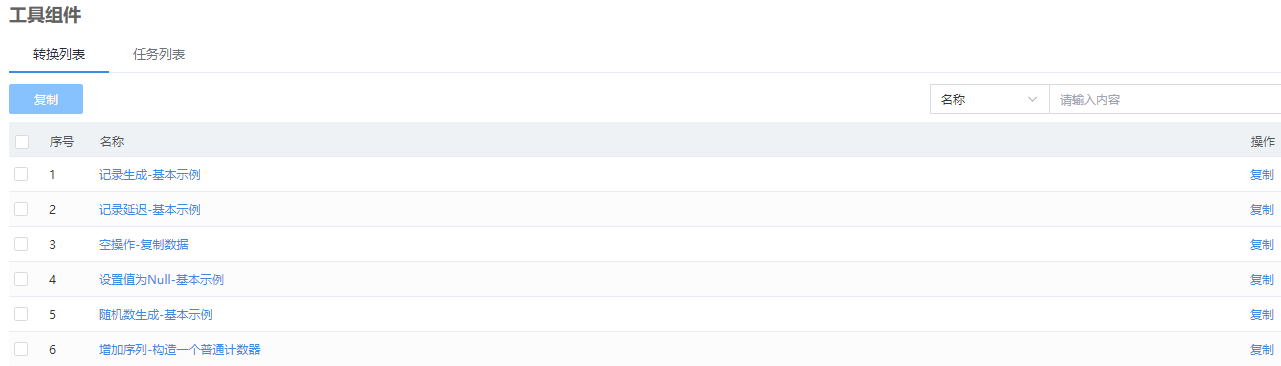 工具组件
转换列表 任务列表
复制 名称 请输入内容
序号 名称 操作
1 记录生成-基本示例 复制
2 记录延迟-基本示例 复制
3 空操作-复制数据 复制
4 设置值为Null-基本示例 复制
5 随机数生成-基本示例 复制
6 增加序列-构造一个普通计数器 复制